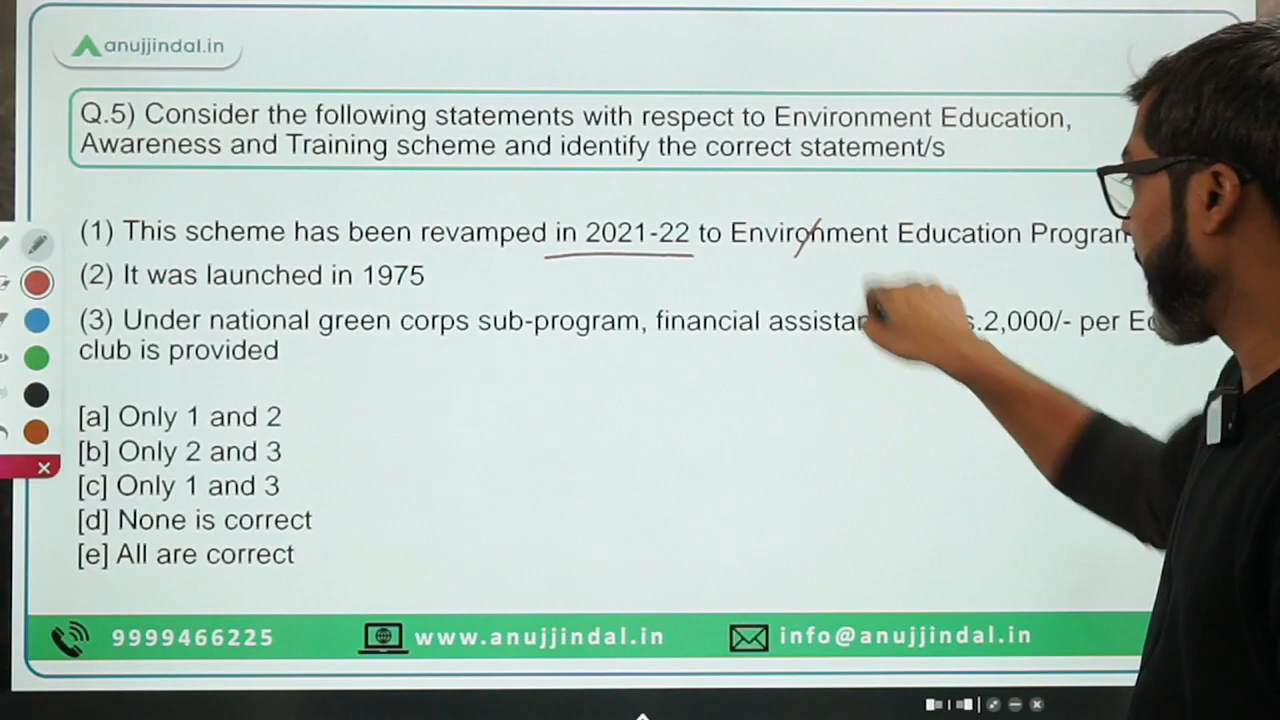 anujjindal.in
Q.5) Consider the following statements with respect to Environment Education,
Awareness and Training scheme and identify the correct statement/s
(1) This scheme has been revamped in 2021-22 to Environment Education
(2) It was launched in 1975
(3) Under national green corps sub-program, financial 2,000/- per
club is provided
[a] Only 1 and 2
[b] Only 2 and 3
[c] Only 1 and 3
[d] None is correct
[e] All are correct
9999466225 www.anujjindal.in info@anujjindal.in